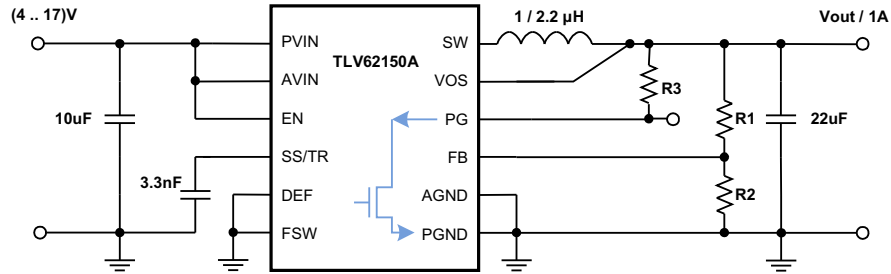 (4 .. 17)V
1 / 2.2 µH
Vout / 1A
TLV62150A
PVIN
SW
AVIN
VOS
R3
10uF
EN
PG
R1
22uF
SS/TR
FB
3.3nF
DEF
AGND
R2
FSW
PGND